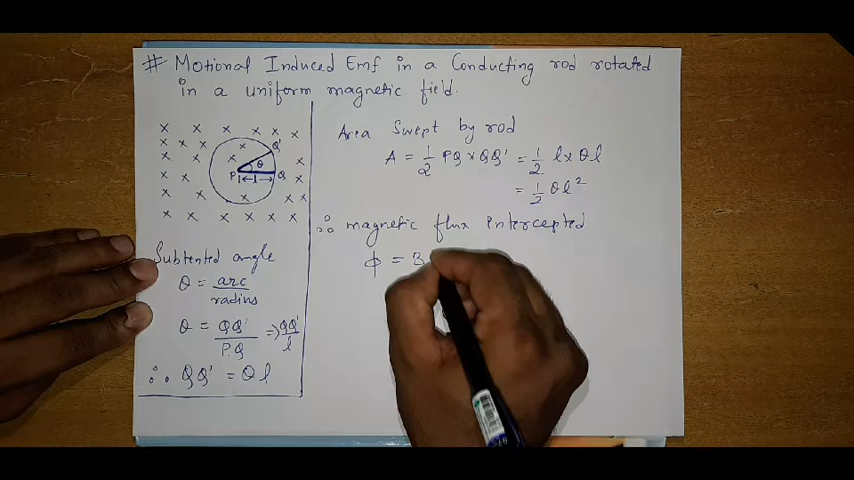 # Motional Induced Emf in a Conducting rod rotated
in a uniform magnetic field.
Q'
θ
P l Q
Subtented angle
θ = arc / radius
θ = QQ' / PQ => QQ' / l
∴ QQ' = θl
Area Swept by rod
A = 1/2 PQ × QQ' = 1/2 l × θl
= 1/2 θl²
∴ magnetic flux intercepted
ϕ = B